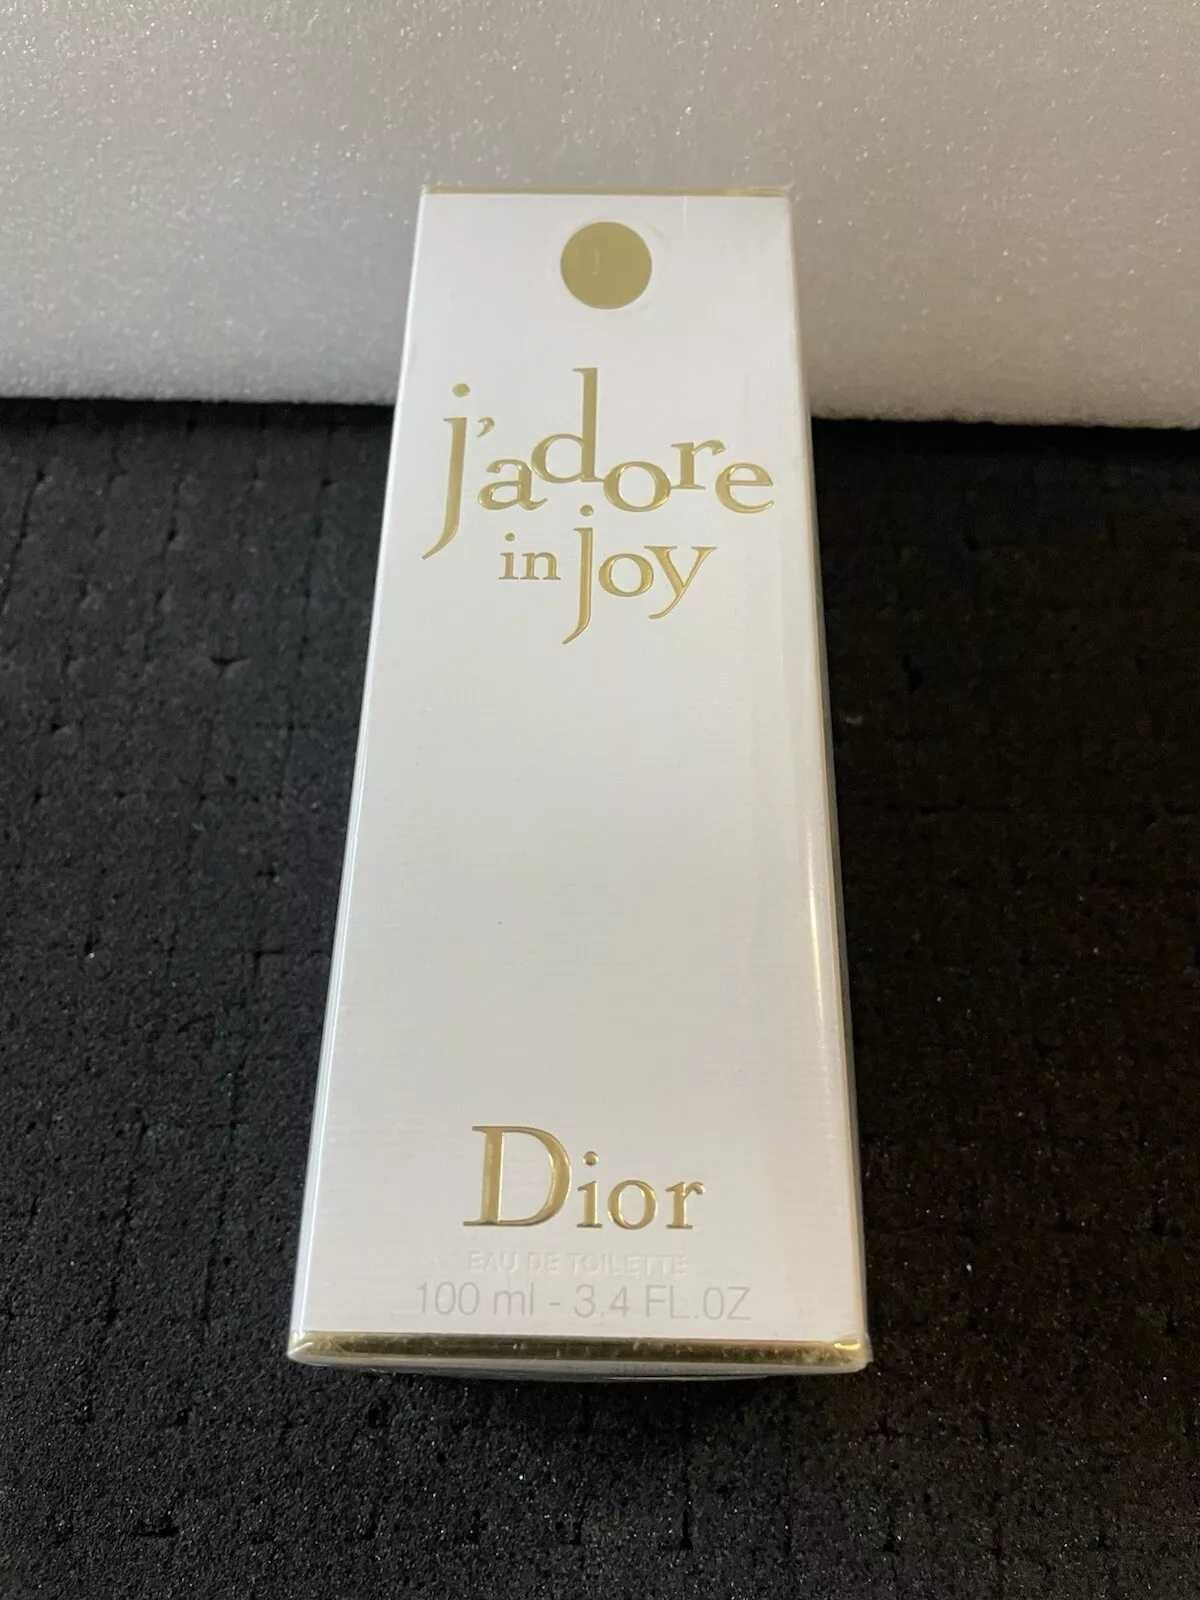 j'adore
in joy
Dior
EAU DE TOILETTE
100 ml - 3.4 FL.OZ